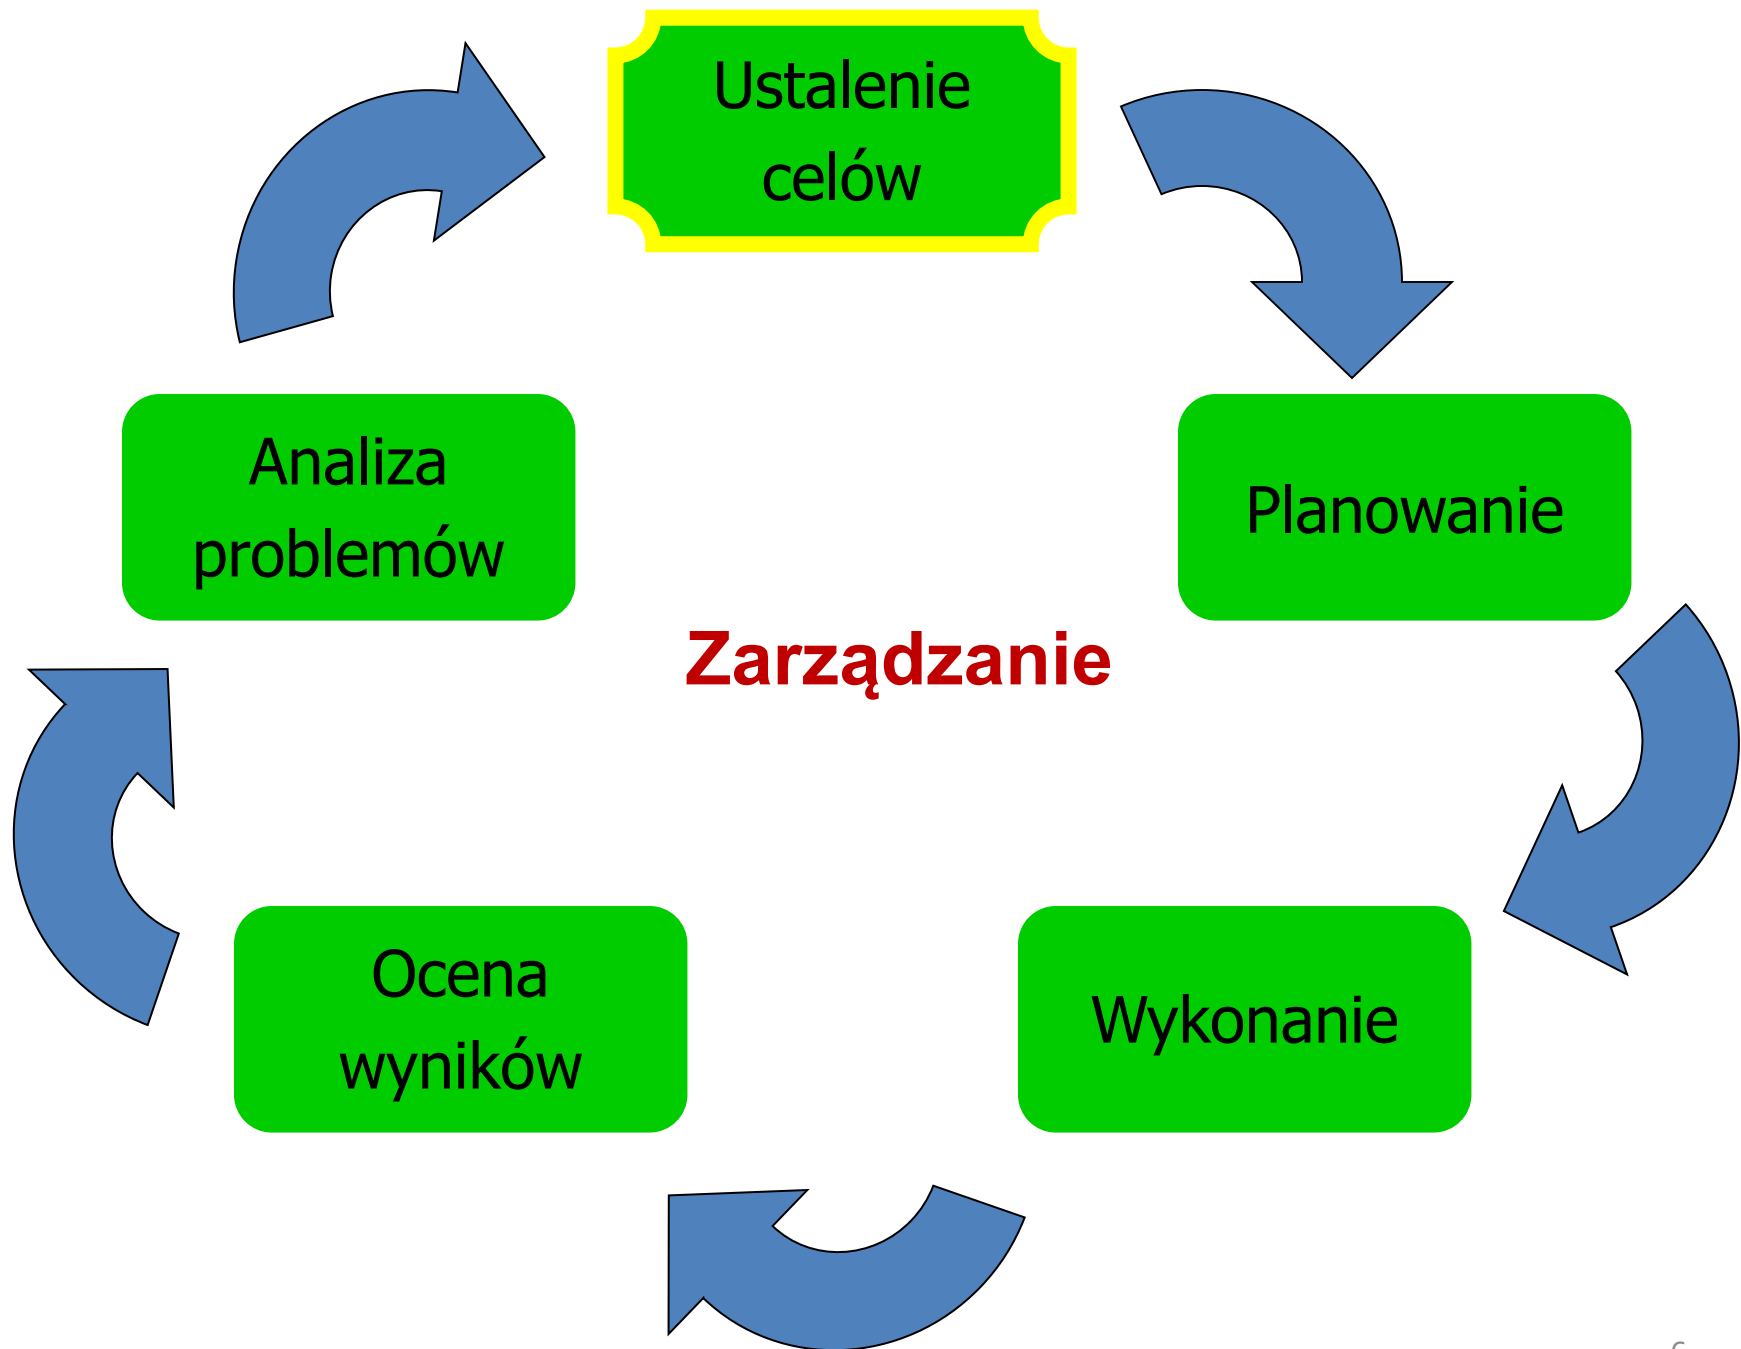 Ustalenie
celów
Analiza
problemów
Planowanie
Zarządzanie
Ocena
wyników
Wykonanie